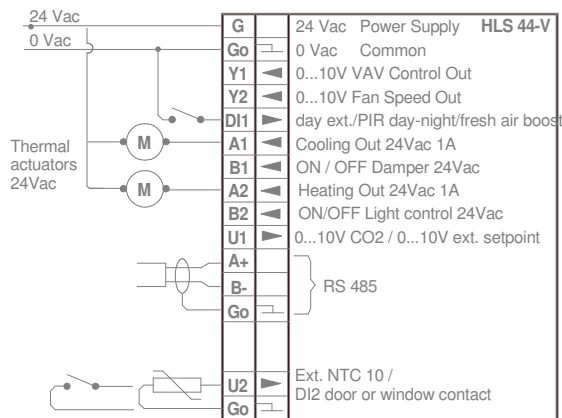 24 Vac
G 24 Vac Power Supply HLS 44-V
0 Vac
Go 0 Vac Common
Y1 0...10V VAV Control Out
Y2 0...10V Fan Speed Out
DI1 day ext./PIR day-night/fresh air boost
Thermal
actuators
24Vac
M
A1 Cooling Out 24Vac 1A
B1 ON / OFF Damper 24Vac
M
A2 Heating Out 24Vac 1A
B2 ON/OFF Light control 24Vac
U1 0...10V CO2 / 0...10V ext. setpoint
A+
B-
RS 485
Go
U2 Ext. NTC 10 /
DI2 door or window contact
Go